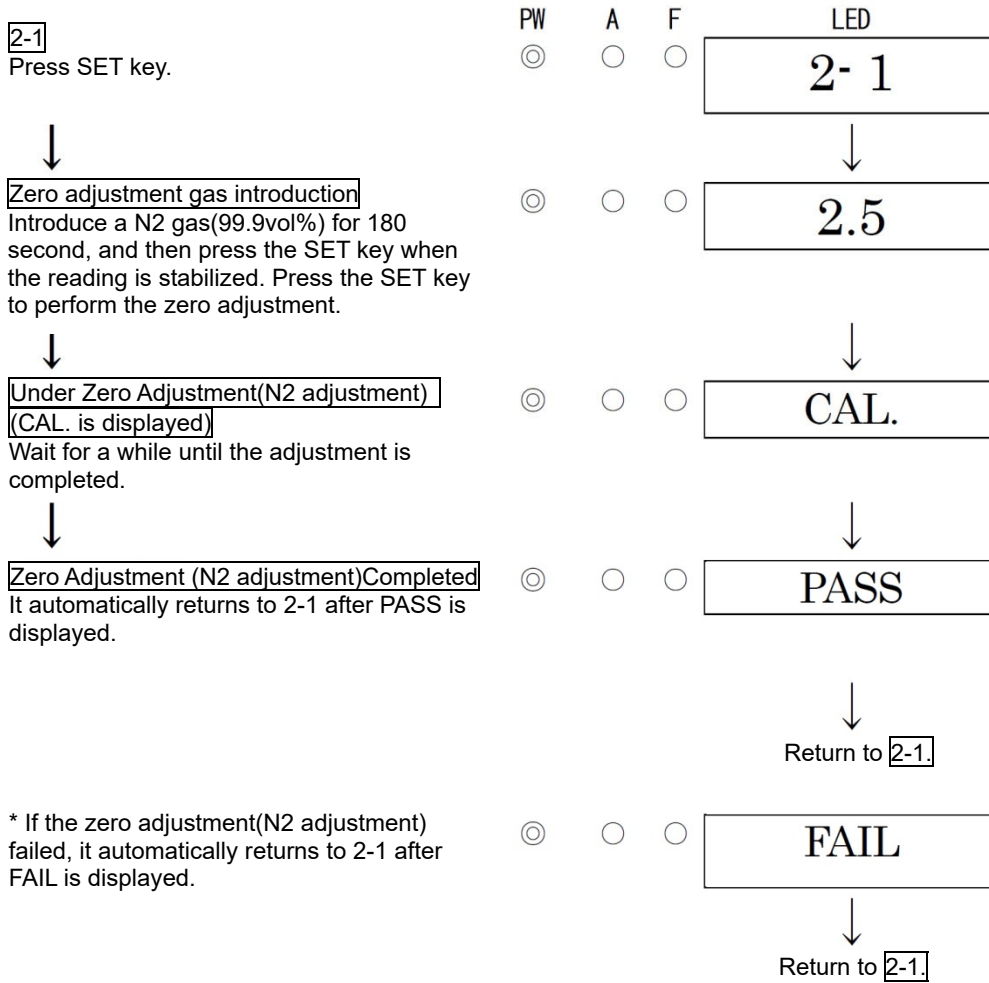 PW A F LED
2-1
Press SET key.
2- 1
Zero adjustment gas introduction
Introduce a N2 gas(99.9vol%) for 180
second, and then press the SET key when
the reading is stabilized. Press the SET key
to perform the zero adjustment.
2.5
Under Zero Adjustment(N2 adjustment)
(CAL. is displayed)
Wait for a while until the adjustment is
completed.
CAL.
Zero Adjustment (N2 adjustment)Completed
It automatically returns to 2-1 after PASS is
displayed.
PASS
Return to 2-1.
* If the zero adjustment(N2 adjustment)
failed, it automatically returns to 2-1 after
FAIL is displayed.
FAIL
Return to 2-1.